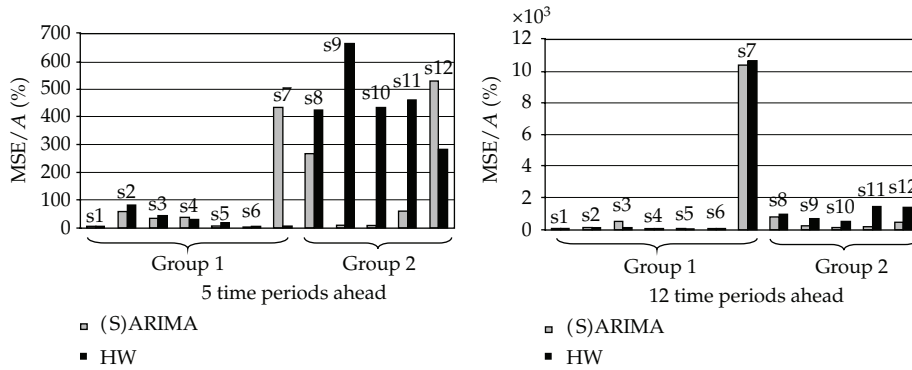 700
600
500
400
300
200
100
0
MSE/A (%)
s1
s2
s3
s4
s5
s6
s7
s8
s9
s10
s11
s12
Group 1
Group 2
5 time periods ahead
(S)ARIMA
HW
×10³
12
10
8
6
4
2
0
MSE/A (%)
s1
s2
s3
s4
s5
s6
s7
s8
s9
s10
s11
s12
Group 1
Group 2
12 time periods ahead
(S)ARIMA
HW